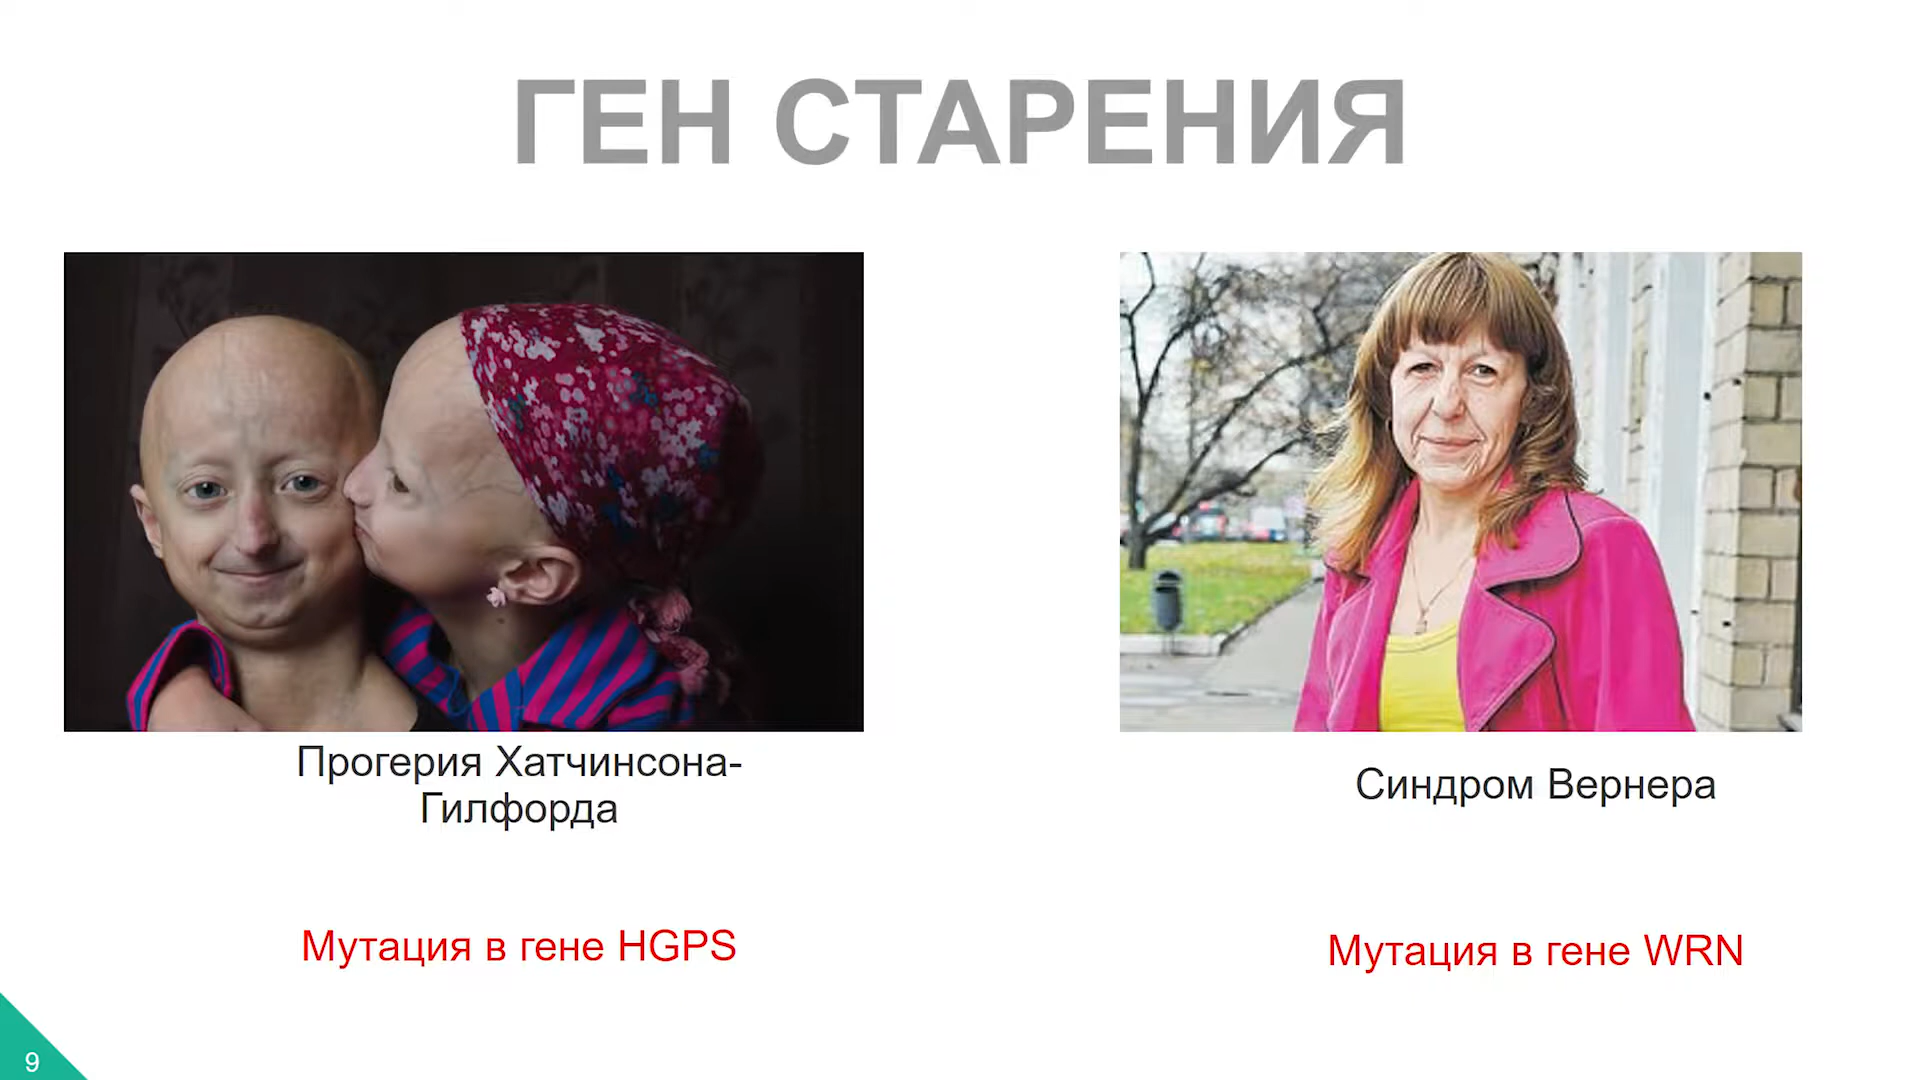 ГЕН СТАРЕНИЯ
Прогерия Хатчинсона-
Гилфорда
Синдром Вернера
Мутация в гене HGPS
Мутация в гене WRN
9